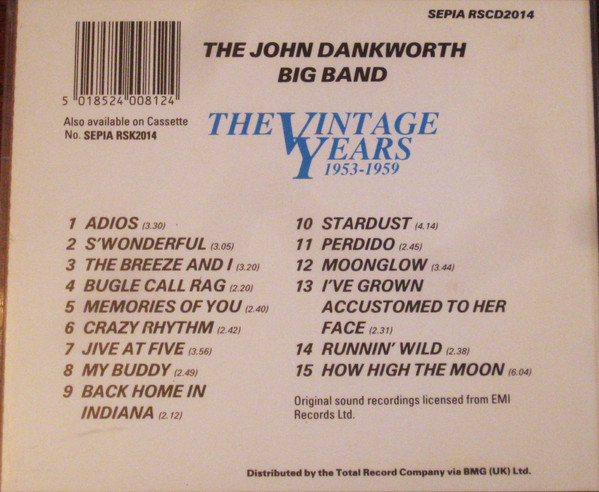 SEPIA RSCD2014
THE JOHN DANKWORTH
BIG BAND
5 018524 008124
Also available on Cassette
No. SEPIA RSK2014
THE VINTAGE
YEARS
1953-1959
1 ADIOS (3.30)
2 S'WONDERFUL (3.05)
3 THE BREEZE AND I (3.20)
4 BUGLE CALL RAG (2.20)
5 MEMORIES OF YOU (2.40)
6 CRAZY RHYTHM (2.42)
7 JIVE AT FIVE (3.56)
8 MY BUDDY (2.49)
9 BACK HOME IN
INDIANA (2.12)
10 STARDUST (4.14)
11 PERDIDO (2.45)
12 MOONGLOW (3.44)
13 I'VE GROWN
ACCUSTOMED TO HER
FACE (2.31)
14 RUNNIN' WILD (2.38)
15 HOW HIGH THE MOON (6.04)
Original sound recordings licensed from EMI
Records Ltd.
Distributed by the Total Record Company via BMG (UK) Ltd.